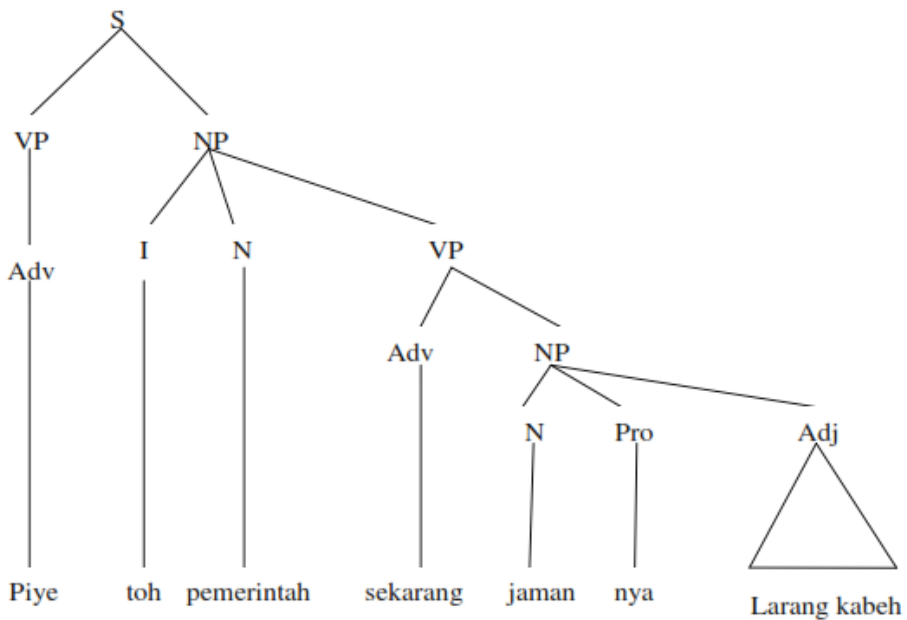 S
VP NP
I N VP
Adv
Adv NP
N Pro Adj
Piye toh pemerintah sekarang jaman nya Larang kabeh